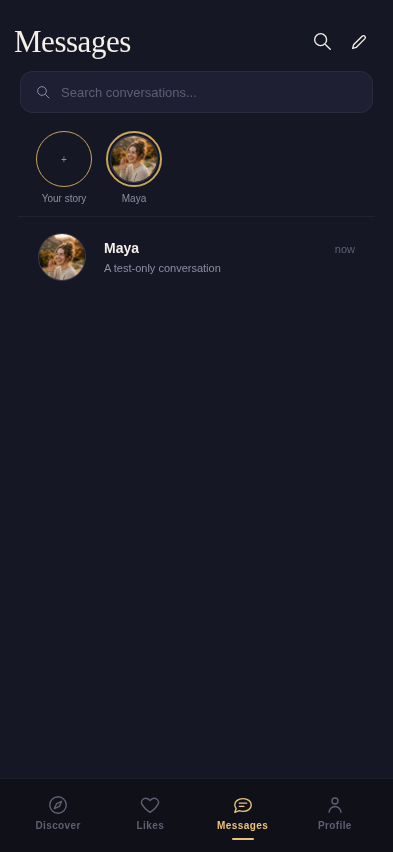 Messages
Search conversations...
+
Your story
Maya
Maya
now
A test-only conversation
Discover
Likes
Messages
Profile